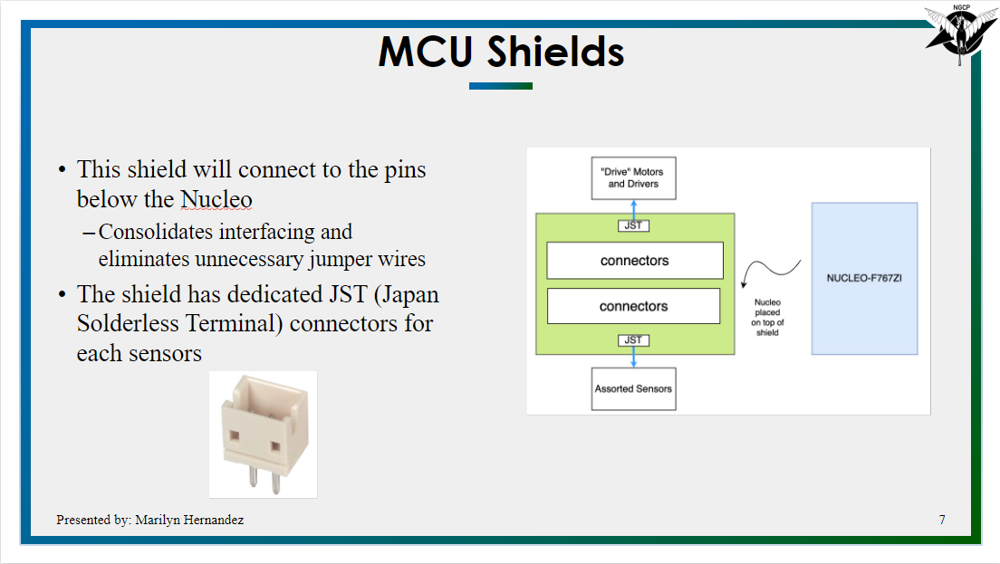 NGCP
MCU Shields
• This shield will connect to the pins
below the Nucleo
–Consolidates interfacing and
eliminates unnecessary jumper wires
• The shield has dedicated JST (Japan
Solderless Terminal) connectors for
each sensors
"Drive" Motors
and Drivers
JST
connectors
connectors
JST
Assorted Sensors
Nucleo
placed
on top of
shield
NUCLEO-F767ZI
Presented by: Marilyn Hernandez
7